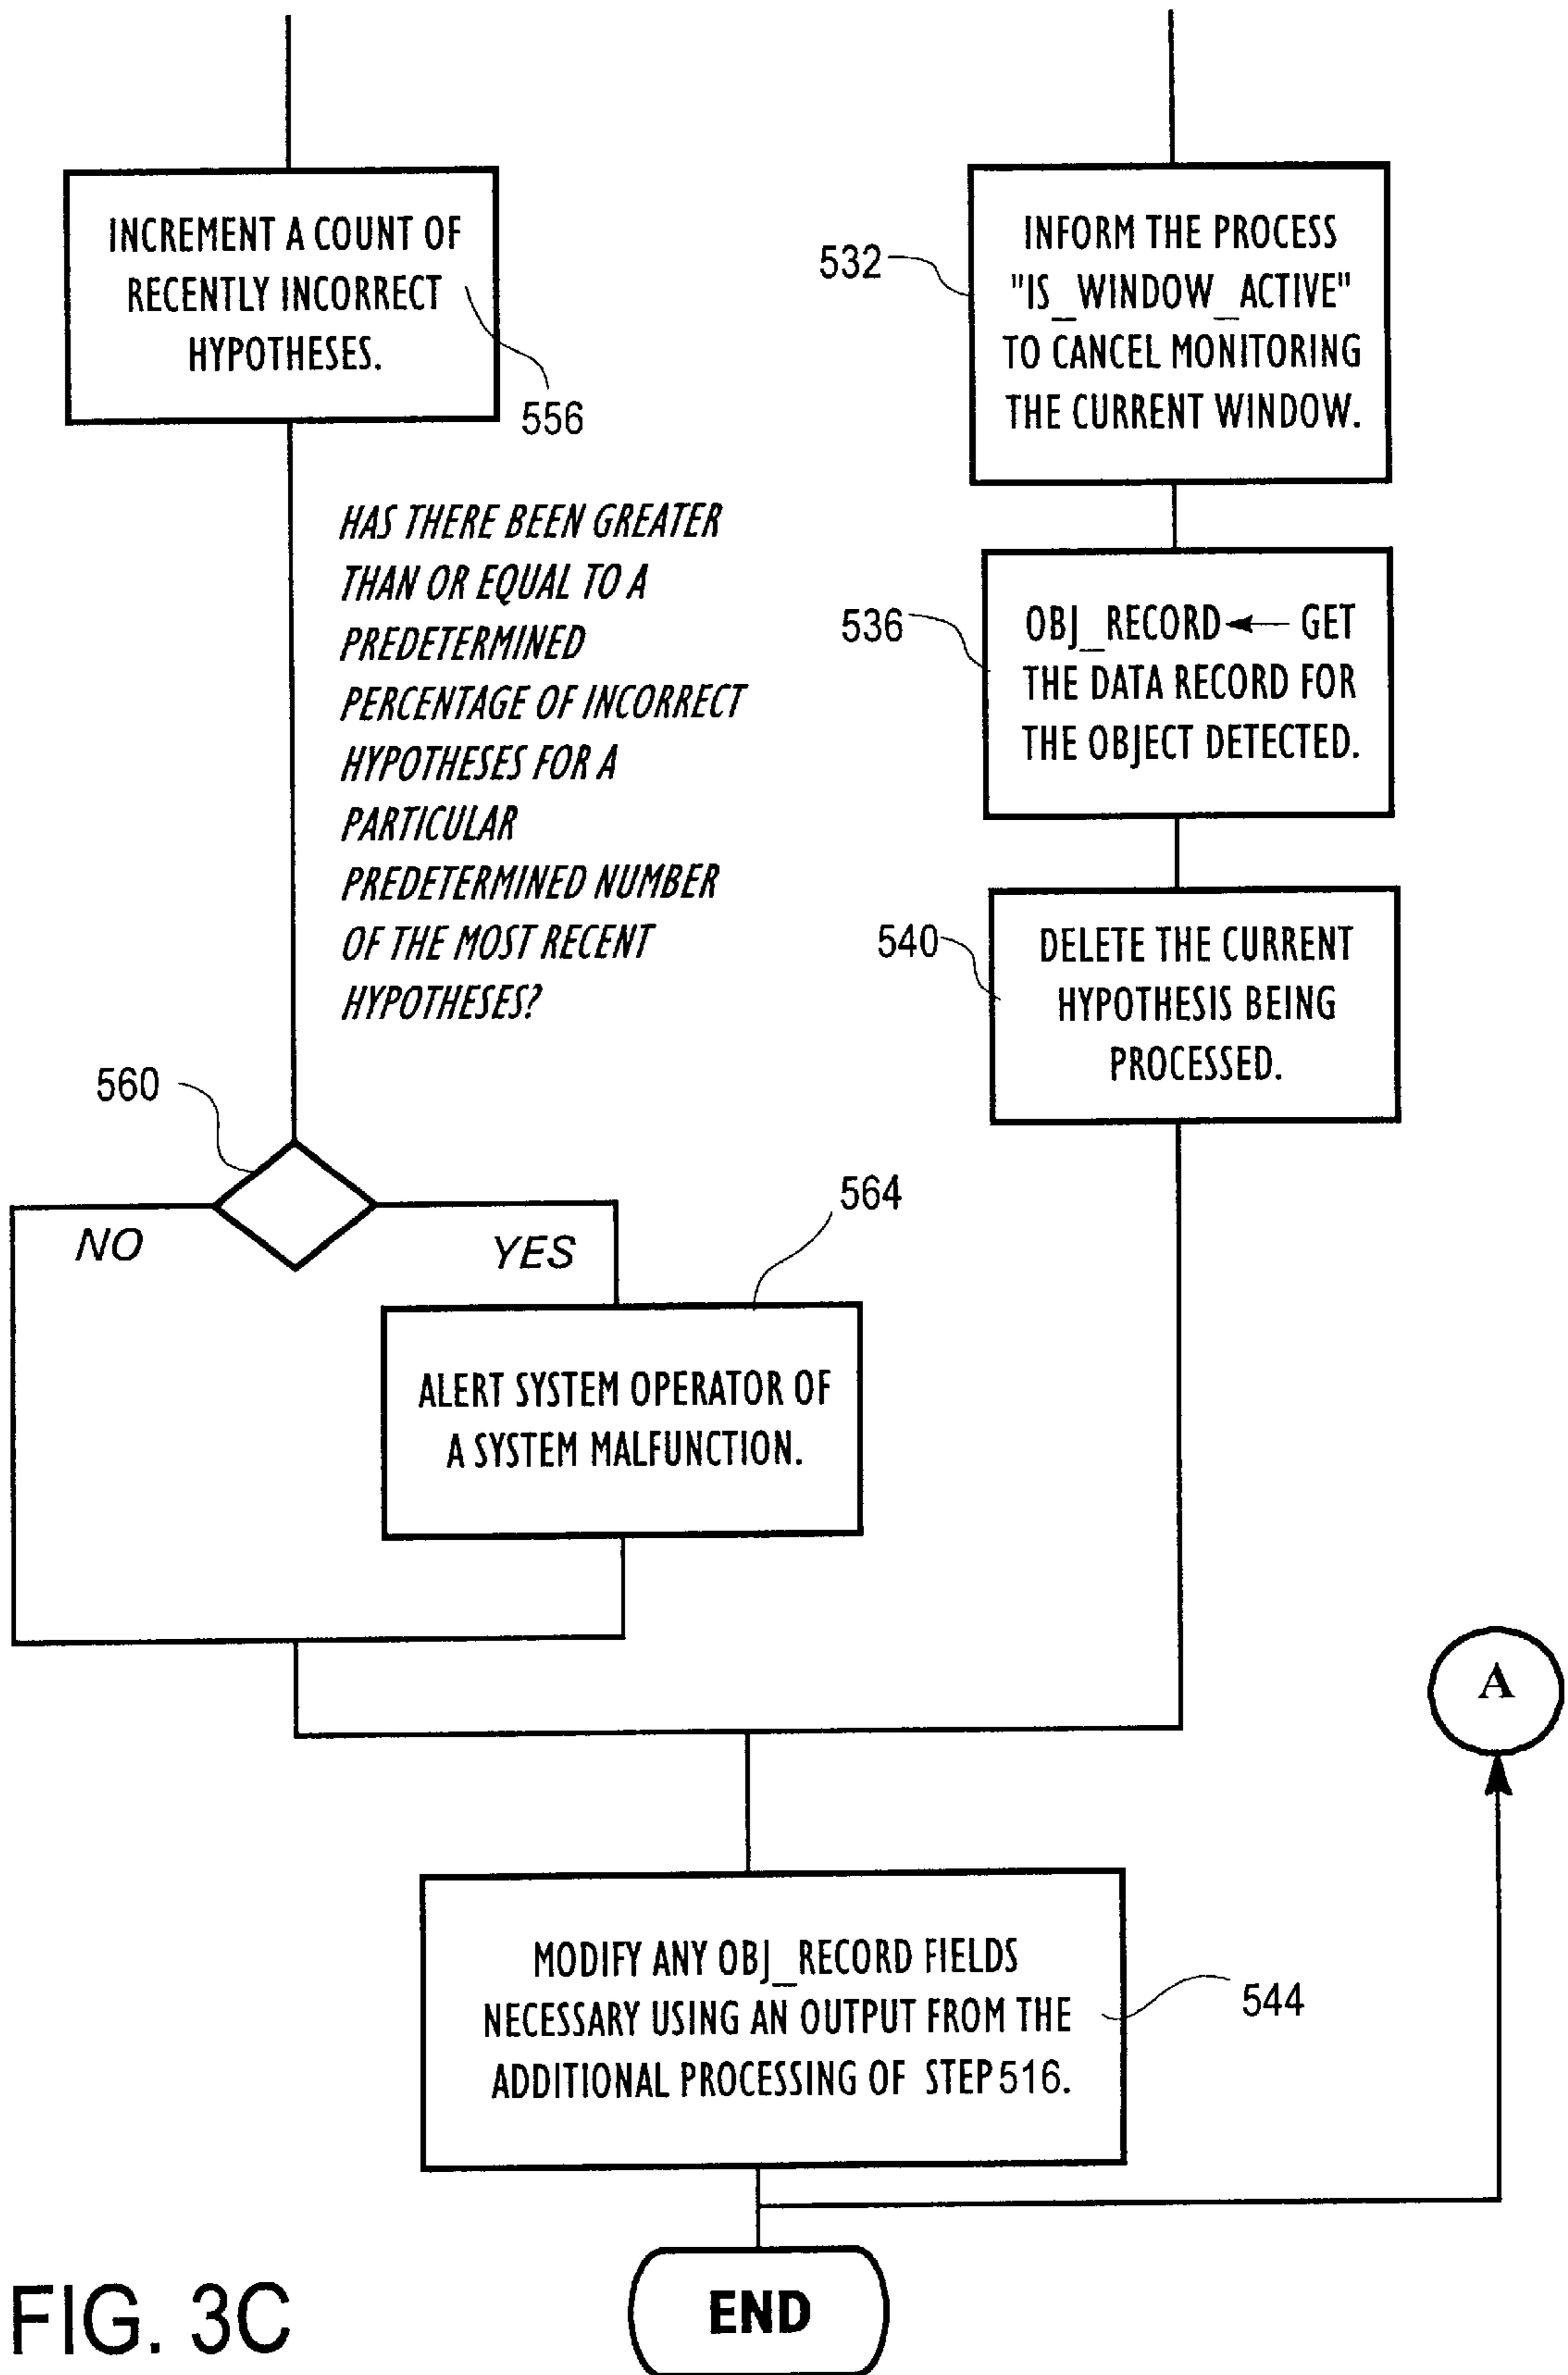 INCREMENT A COUNT OF
RECENTLY INCORRECT
HYPOTHESES.
556
HAS THERE BEEN GREATER
THAN OR EQUAL TO A
PREDETERMINED
PERCENTAGE OF INCORRECT
HYPOTHESES FOR A
PARTICULAR
PREDETERMINED NUMBER
OF THE MOST RECENT
HYPOTHESES?
560
NO
YES
564
ALERT SYSTEM OPERATOR OF
A SYSTEM MALFUNCTION.
532
INFORM THE PROCESS
"IS_WINDOW_ACTIVE"
TO CANCEL MONITORING
THE CURRENT WINDOW.
536
OBJ_RECORD ← GET
THE DATA RECORD FOR
THE OBJECT DETECTED.
540
DELETE THE CURRENT
HYPOTHESIS BEING
PROCESSED.
A
MODIFY ANY OBJ_RECORD FIELDS
NECESSARY USING AN OUTPUT FROM THE
ADDITIONAL PROCESSING OF STEP 516.
544
END
FIG. 3C